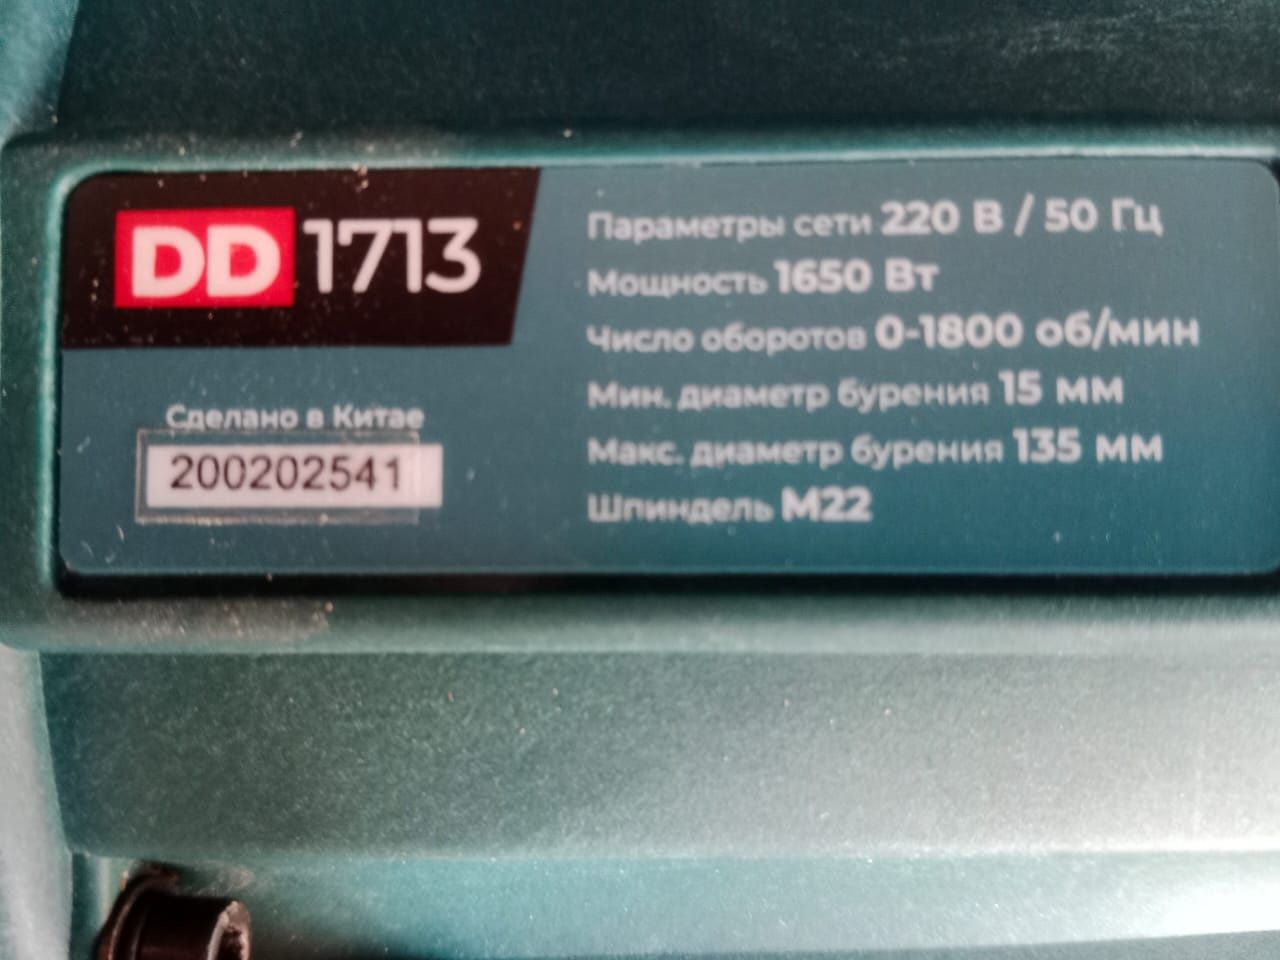 DD 1713
Сделано в Китае
200202541
Параметры сети 220 В / 50 Гц
Мощность 1650 Вт
Число оборотов 0-1800 об/мин
Мин. диаметр бурения 15 мм
Макс. диаметр бурения 135 мм
Шпиндель М22